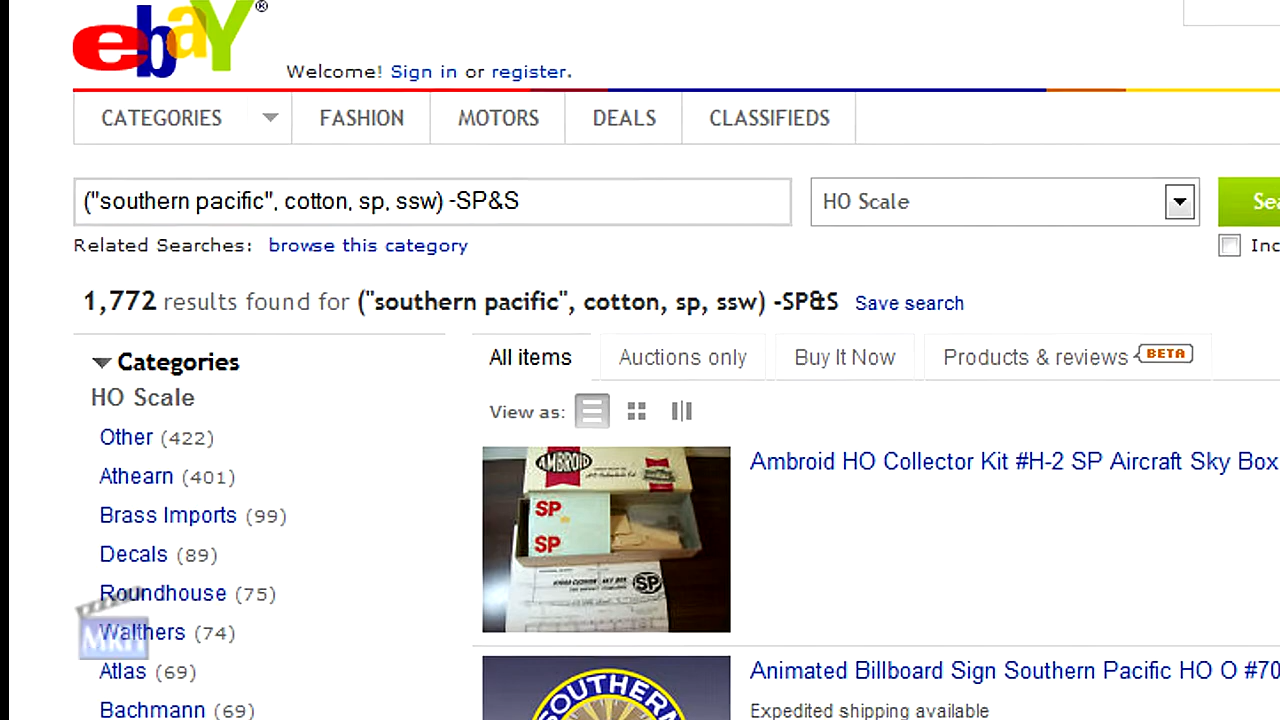 ebaY®
Welcome! Sign in or register.
CATEGORIES FASHION MOTORS DEALS CLASSIFIEDS
("southern pacific", cotton, sp, ssw) -SP&S HO Scale Sea
Related Searches: browse this category Inc
1,772 results found for ("southern pacific", cotton, sp, ssw) -SP&S Save search
Categories
HO Scale
Other (422)
Athearn (401)
Brass Imports (99)
Decals (89)
Roundhouse (75)
Walthers (74)
Atlas (69)
Bachmann (69)
All items Auctions only Buy It Now Products & reviews BETA
View as:
AMBROID
SP
SP
SP
Ambroid HO Collector Kit #H-2 SP Aircraft Sky Box
SOUTHERN
Animated Billboard Sign Southern Pacific HO O #70
Expedited shipping available